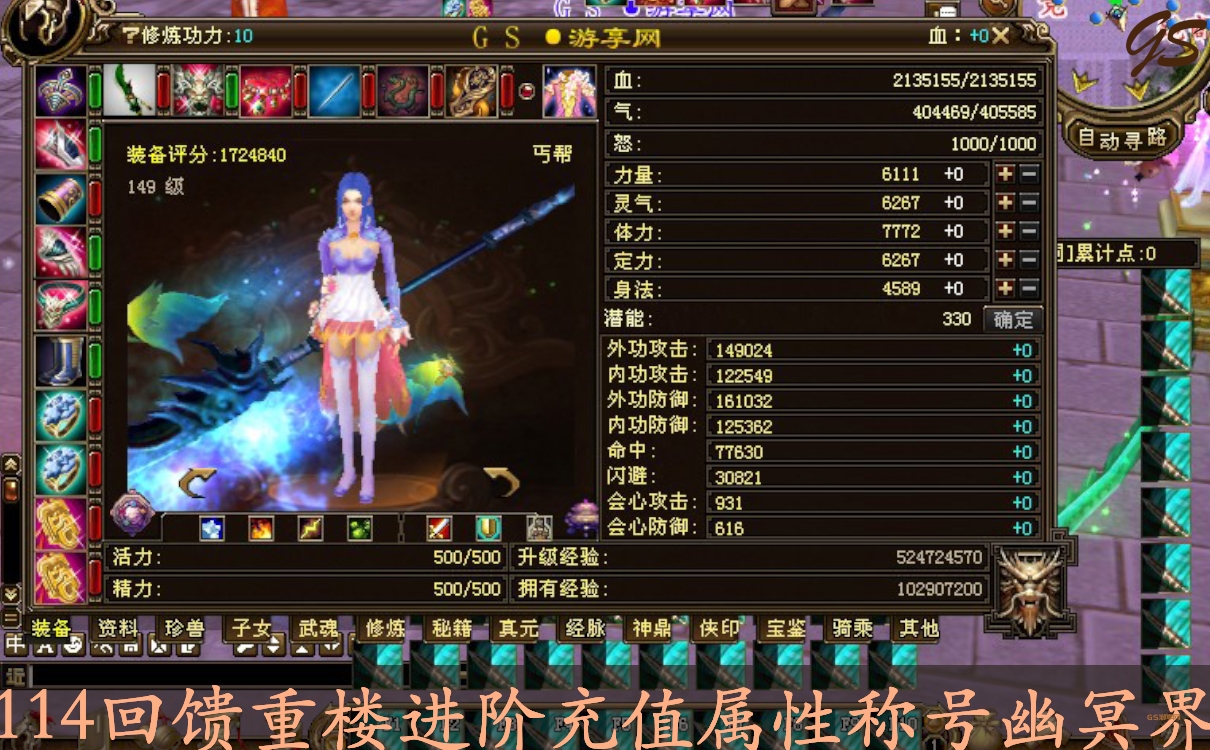 修炼功力:10
GS 游享网
血：+0
GS
自动寻路
装备评分:1724840
丐帮
149 级
血: 2135155/2135155
气: 404469/405585
怒: 1000/1000
力量: 6111 +0
灵气: 6267 +0
体力: 7772 +0
定力: 6267 +0
身法: 4589 +0
潜能: 330 确定
]累计点:0
外功攻击: 149024 +0
内功攻击: 122549 +0
外功防御: 161032 +0
内功防御: 125362 +0
命中: 77630 +0
闪避: 30821 +0
会心攻击: 931 +0
会心防御: 616 +0
活力: 500/500 升级经验: 524724570
精力: 500/500 拥有经验: 102907200
装备 资料 珍兽 子女 武魂 修炼 秘籍 真元 经脉 神鼎 侠印 宝鉴 骑乘 其他
近
114回馈重楼进阶充值属性称号幽冥界